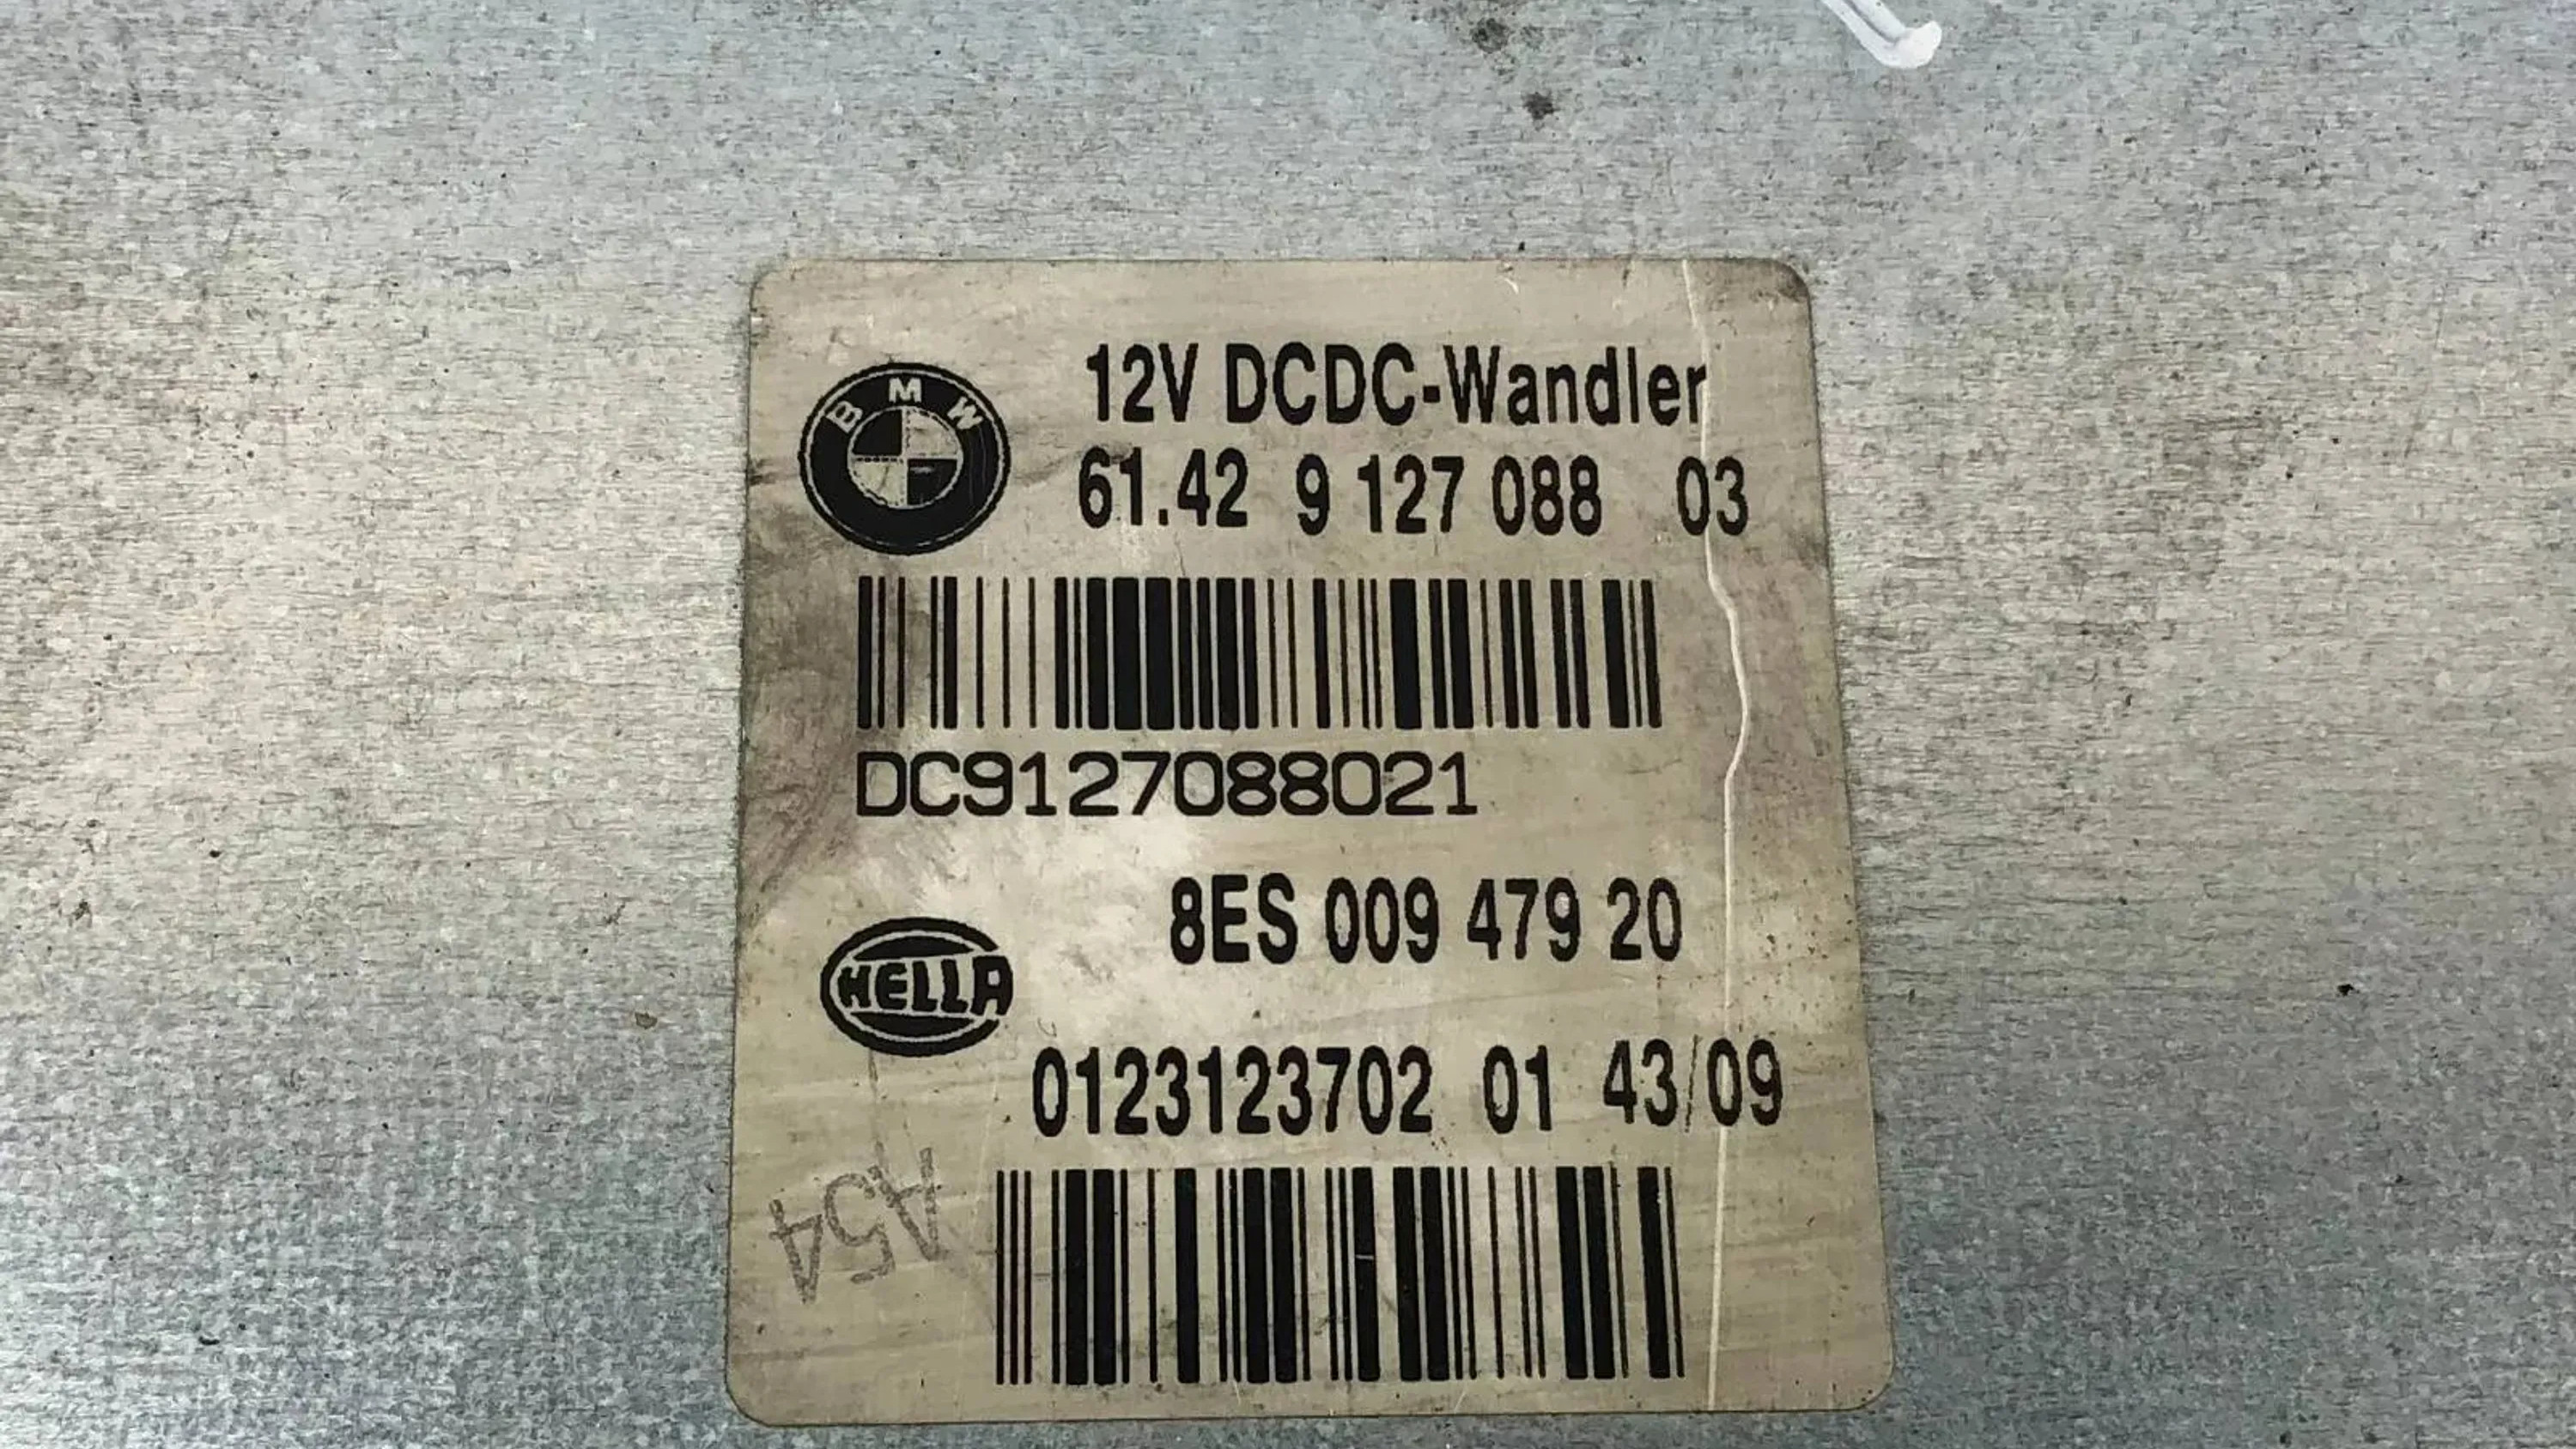 BMW
12V DCDC-Wandler
61.42 9 127 088 03
DC9127088021
8ES 009 479 20
HELLA
0123123702 01 43/09
A54